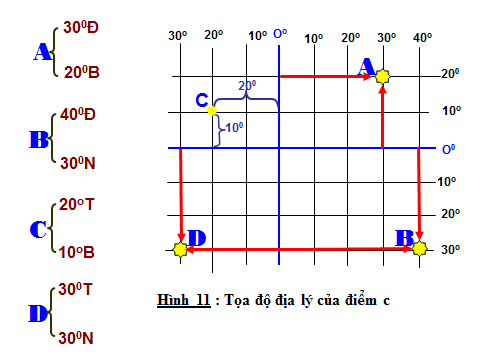 A
30⁰Đ
20⁰B
B
40⁰Đ
30⁰N
C
20⁰T
10⁰B
D
30⁰T
30⁰N
30⁰ 20⁰ 10⁰ O⁰ 10⁰ 20⁰ 30⁰ 40⁰
A
20⁰
20⁰
C
10⁰
10⁰
O⁰
10⁰
20⁰
D
B
30⁰
Hình 11 : Tọa độ địa lý của điểm c